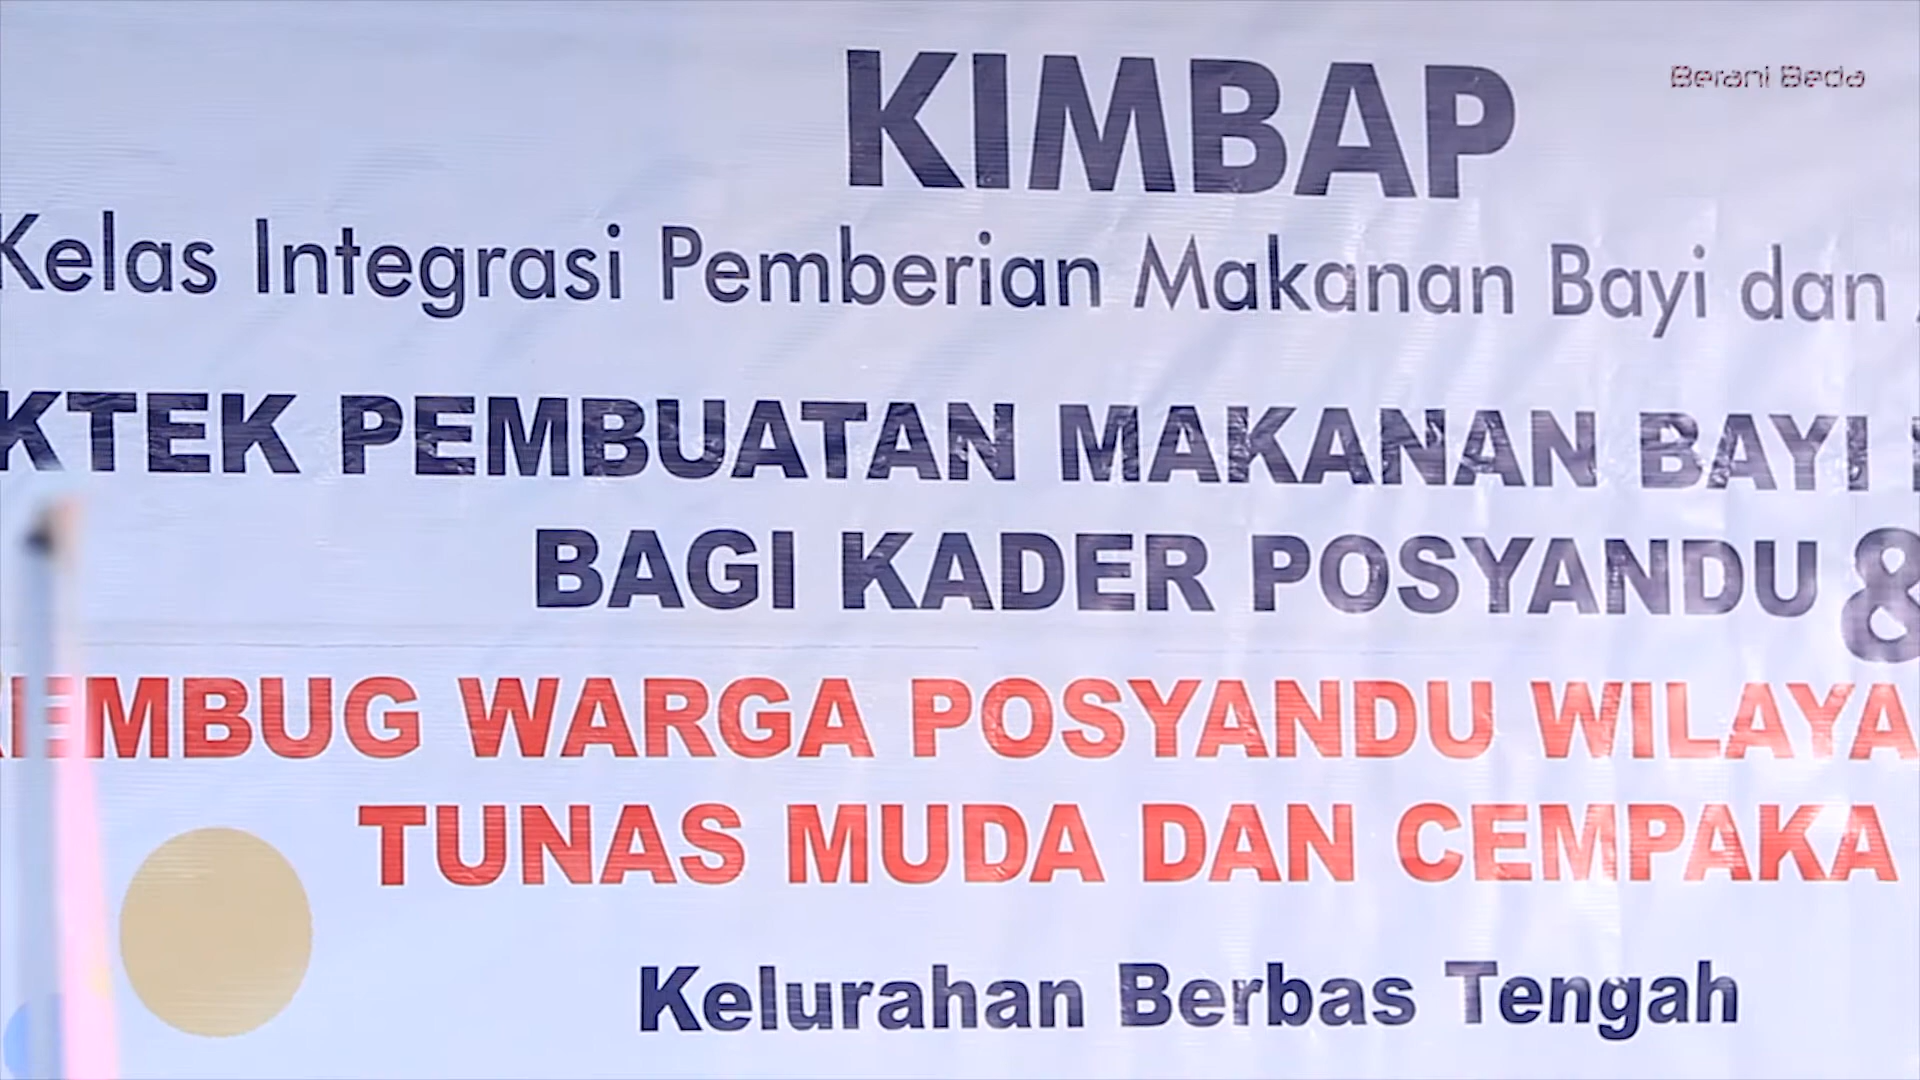 KIMBAP
Berani Beda
Kelas Integrasi Pemberian Makanan Bayi dan
KTEK PEMBUATAN MAKANAN BAYI
BAGI KADER POSYANDU &
REMBUG WARGA POSYANDU WILAYA
TUNAS MUDA DAN CEMPAKA
Kelurahan Berbas Tengah